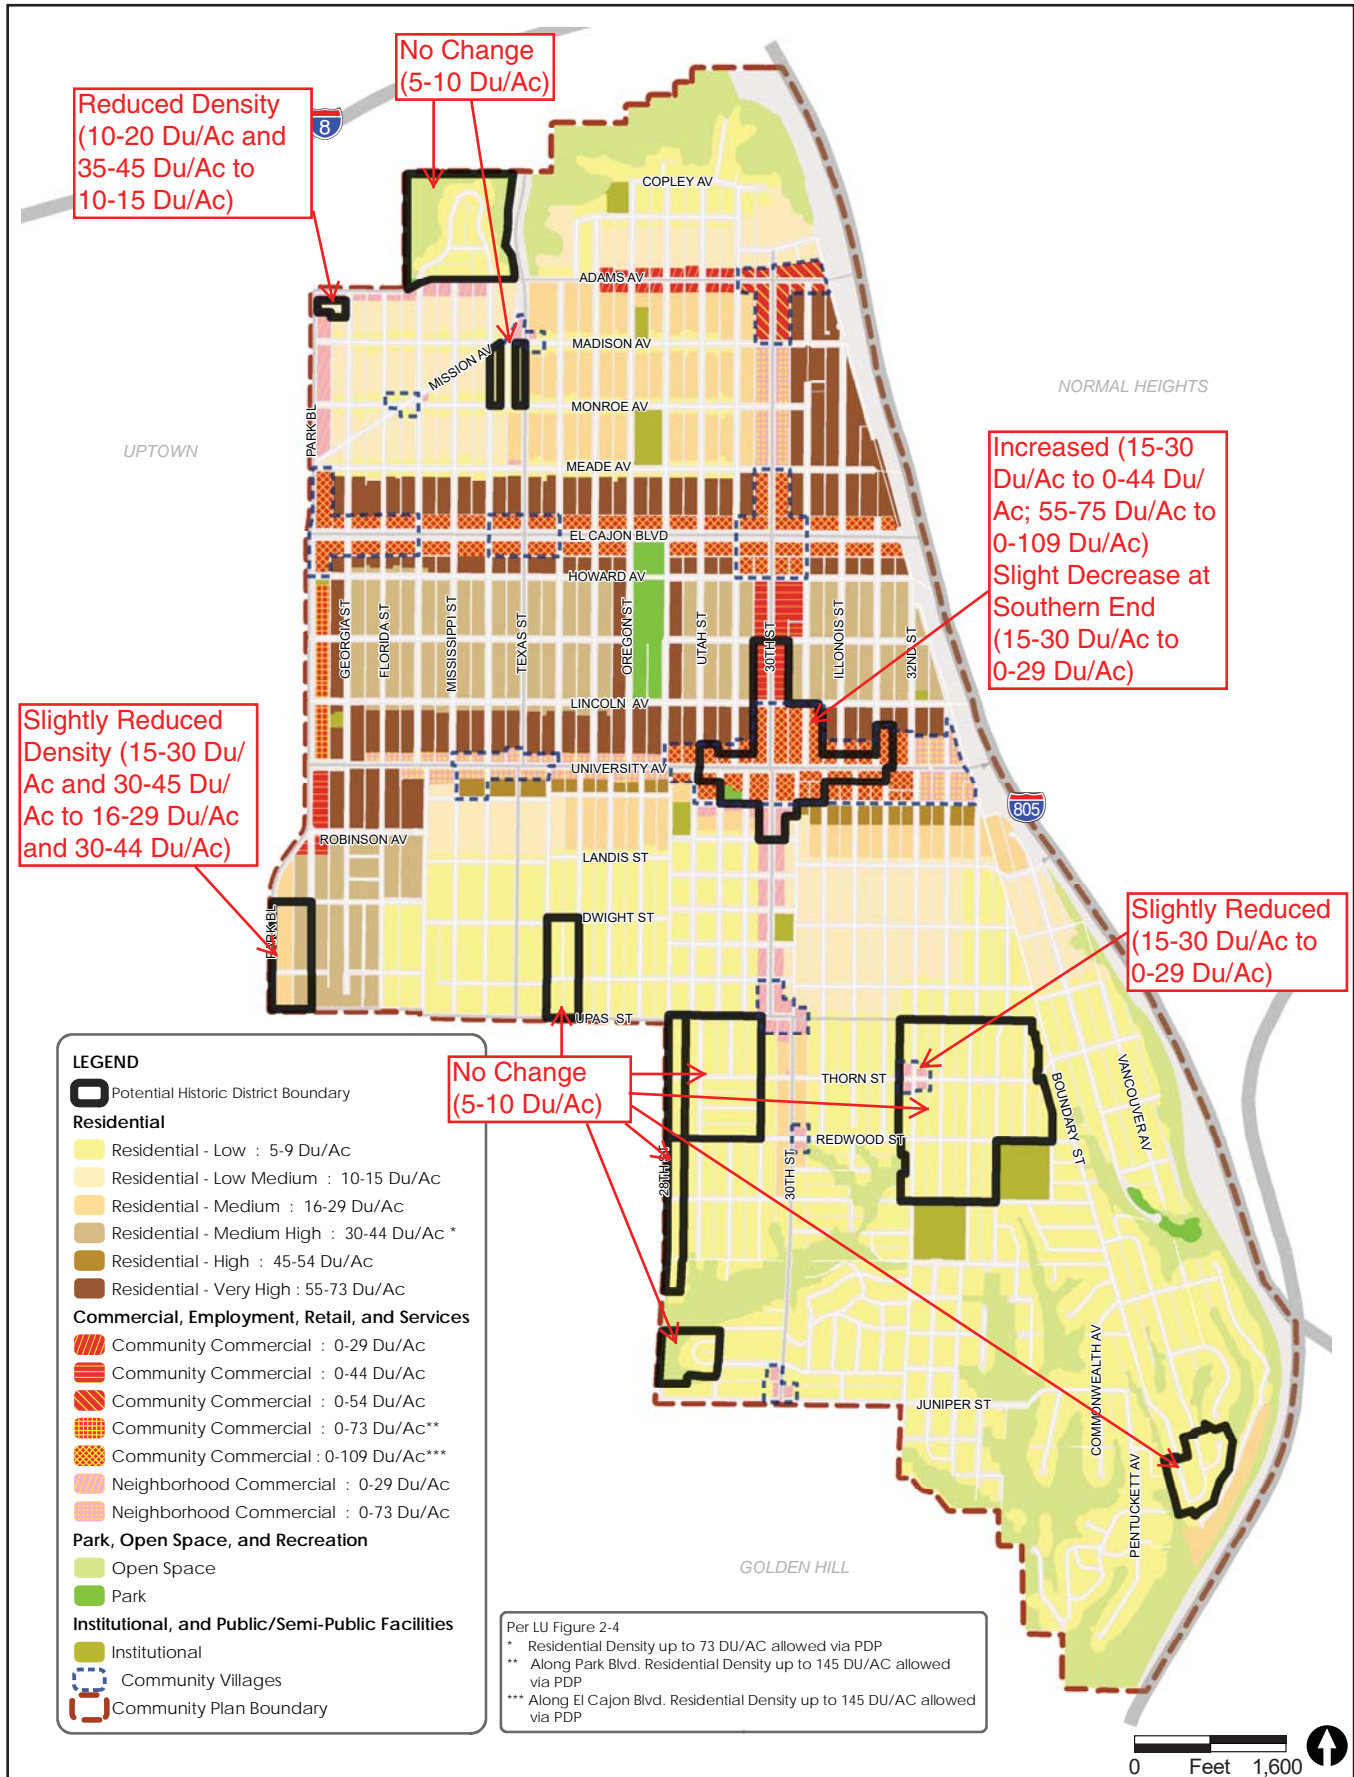 No Change
(5-10 Du/Ac)
Reduced Density
(10-20 Du/Ac and
35-45 Du/Ac to
10-15 Du/Ac)
8
COPLEY AV
ADAMS AV
MADISON AV
MISSION AV
MONROE AV
PARK BL
NORMAL HEIGHTS
UPTOWN
MEADE AV
Increased (15-30
Du/Ac to 0-44 Du/
Ac; 55-75 Du/Ac to
0-109 Du/Ac)
Slight Decrease at
Southern End
(15-30 Du/Ac to
0-29 Du/Ac)
EL CAJON BLVD
HOWARD AV
GEORGIA ST
FLORIDA ST
MISSISSIPPI ST
TEXAS ST
OREGON ST
UTAH ST
30TH ST
ILLONOIS ST
32ND ST
LINCOLN AV
Slightly Reduced
Density (15-30 Du/
Ac and 30-45 Du/
Ac to 16-29 Du/Ac
and 30-44 Du/Ac)
UNIVERSITY AV
805
ROBINSON AV
LANDIS ST
PARK BL
DWIGHT ST
Slightly Reduced
(15-30 Du/Ac to
0-29 Du/Ac)
UPAS ST
No Change
(5-10 Du/Ac)
THORN ST
BOUNDARY ST
VANCOUVER AV
REDWOOD ST
28TH ST
30TH ST
COMMONWEALTH AV
JUNIPER ST
PENTUCKETT AV
GOLDEN HILL
LEGEND
Potential Historic District Boundary
Residential
Residential - Low : 5-9 Du/Ac
Residential - Low Medium : 10-15 Du/Ac
Residential - Medium : 16-29 Du/Ac
Residential - Medium High : 30-44 Du/Ac *
Residential - High : 45-54 Du/Ac
Residential - Very High : 55-73 Du/Ac
Commercial, Employment, Retail, and Services
Community Commercial : 0-29 Du/Ac
Community Commercial : 0-44 Du/Ac
Community Commercial : 0-54 Du/Ac
Community Commercial : 0-73 Du/Ac**
Community Commercial : 0-109 Du/Ac***
Neighborhood Commercial : 0-29 Du/Ac
Neighborhood Commercial : 0-73 Du/Ac
Park, Open Space, and Recreation
Open Space
Park
Institutional, and Public/Semi-Public Facilities
Institutional
Community Villages
Community Plan Boundary
Per LU Figure 2-4
* Residential Density up to 73 DU/AC allowed via PDP
** Along Park Blvd. Residential Density up to 145 DU/AC allowed
via PDP
*** Along El Cajon Blvd. Residential Density up to 145 DU/AC allowed
via PDP
0 Feet 1,600